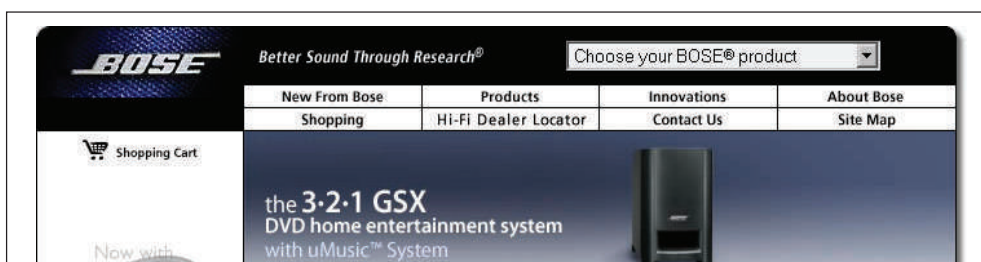 BOSE
Better Sound Through Research®
Choose your BOSE® product
New From Bose Products Innovations About Bose
Shopping Hi-Fi Dealer Locator Contact Us Site Map
Shopping Cart
the 3·2·1 GSX
DVD home entertainment system
with uMusic™ System
Now with